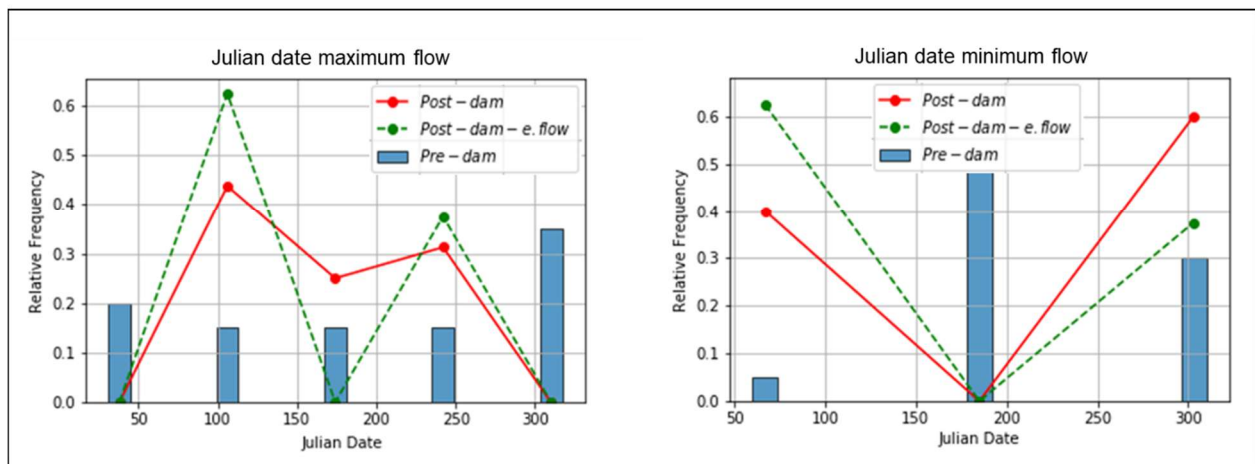 Julian date maximum flow
Relative Frequency
0.6
0.5
0.4
0.3
0.2
0.1
0.0
50
100
150
200
250
300
Julian Date
Post – dam
Post – dam – e. flow
Pre – dam
Julian date minimum flow
Relative Frequency
0.6
0.5
0.4
0.3
0.2
0.1
0.0
50
100
150
200
250
300
Julian Date
Post – dam
Post – dam – e. flow
Pre – dam